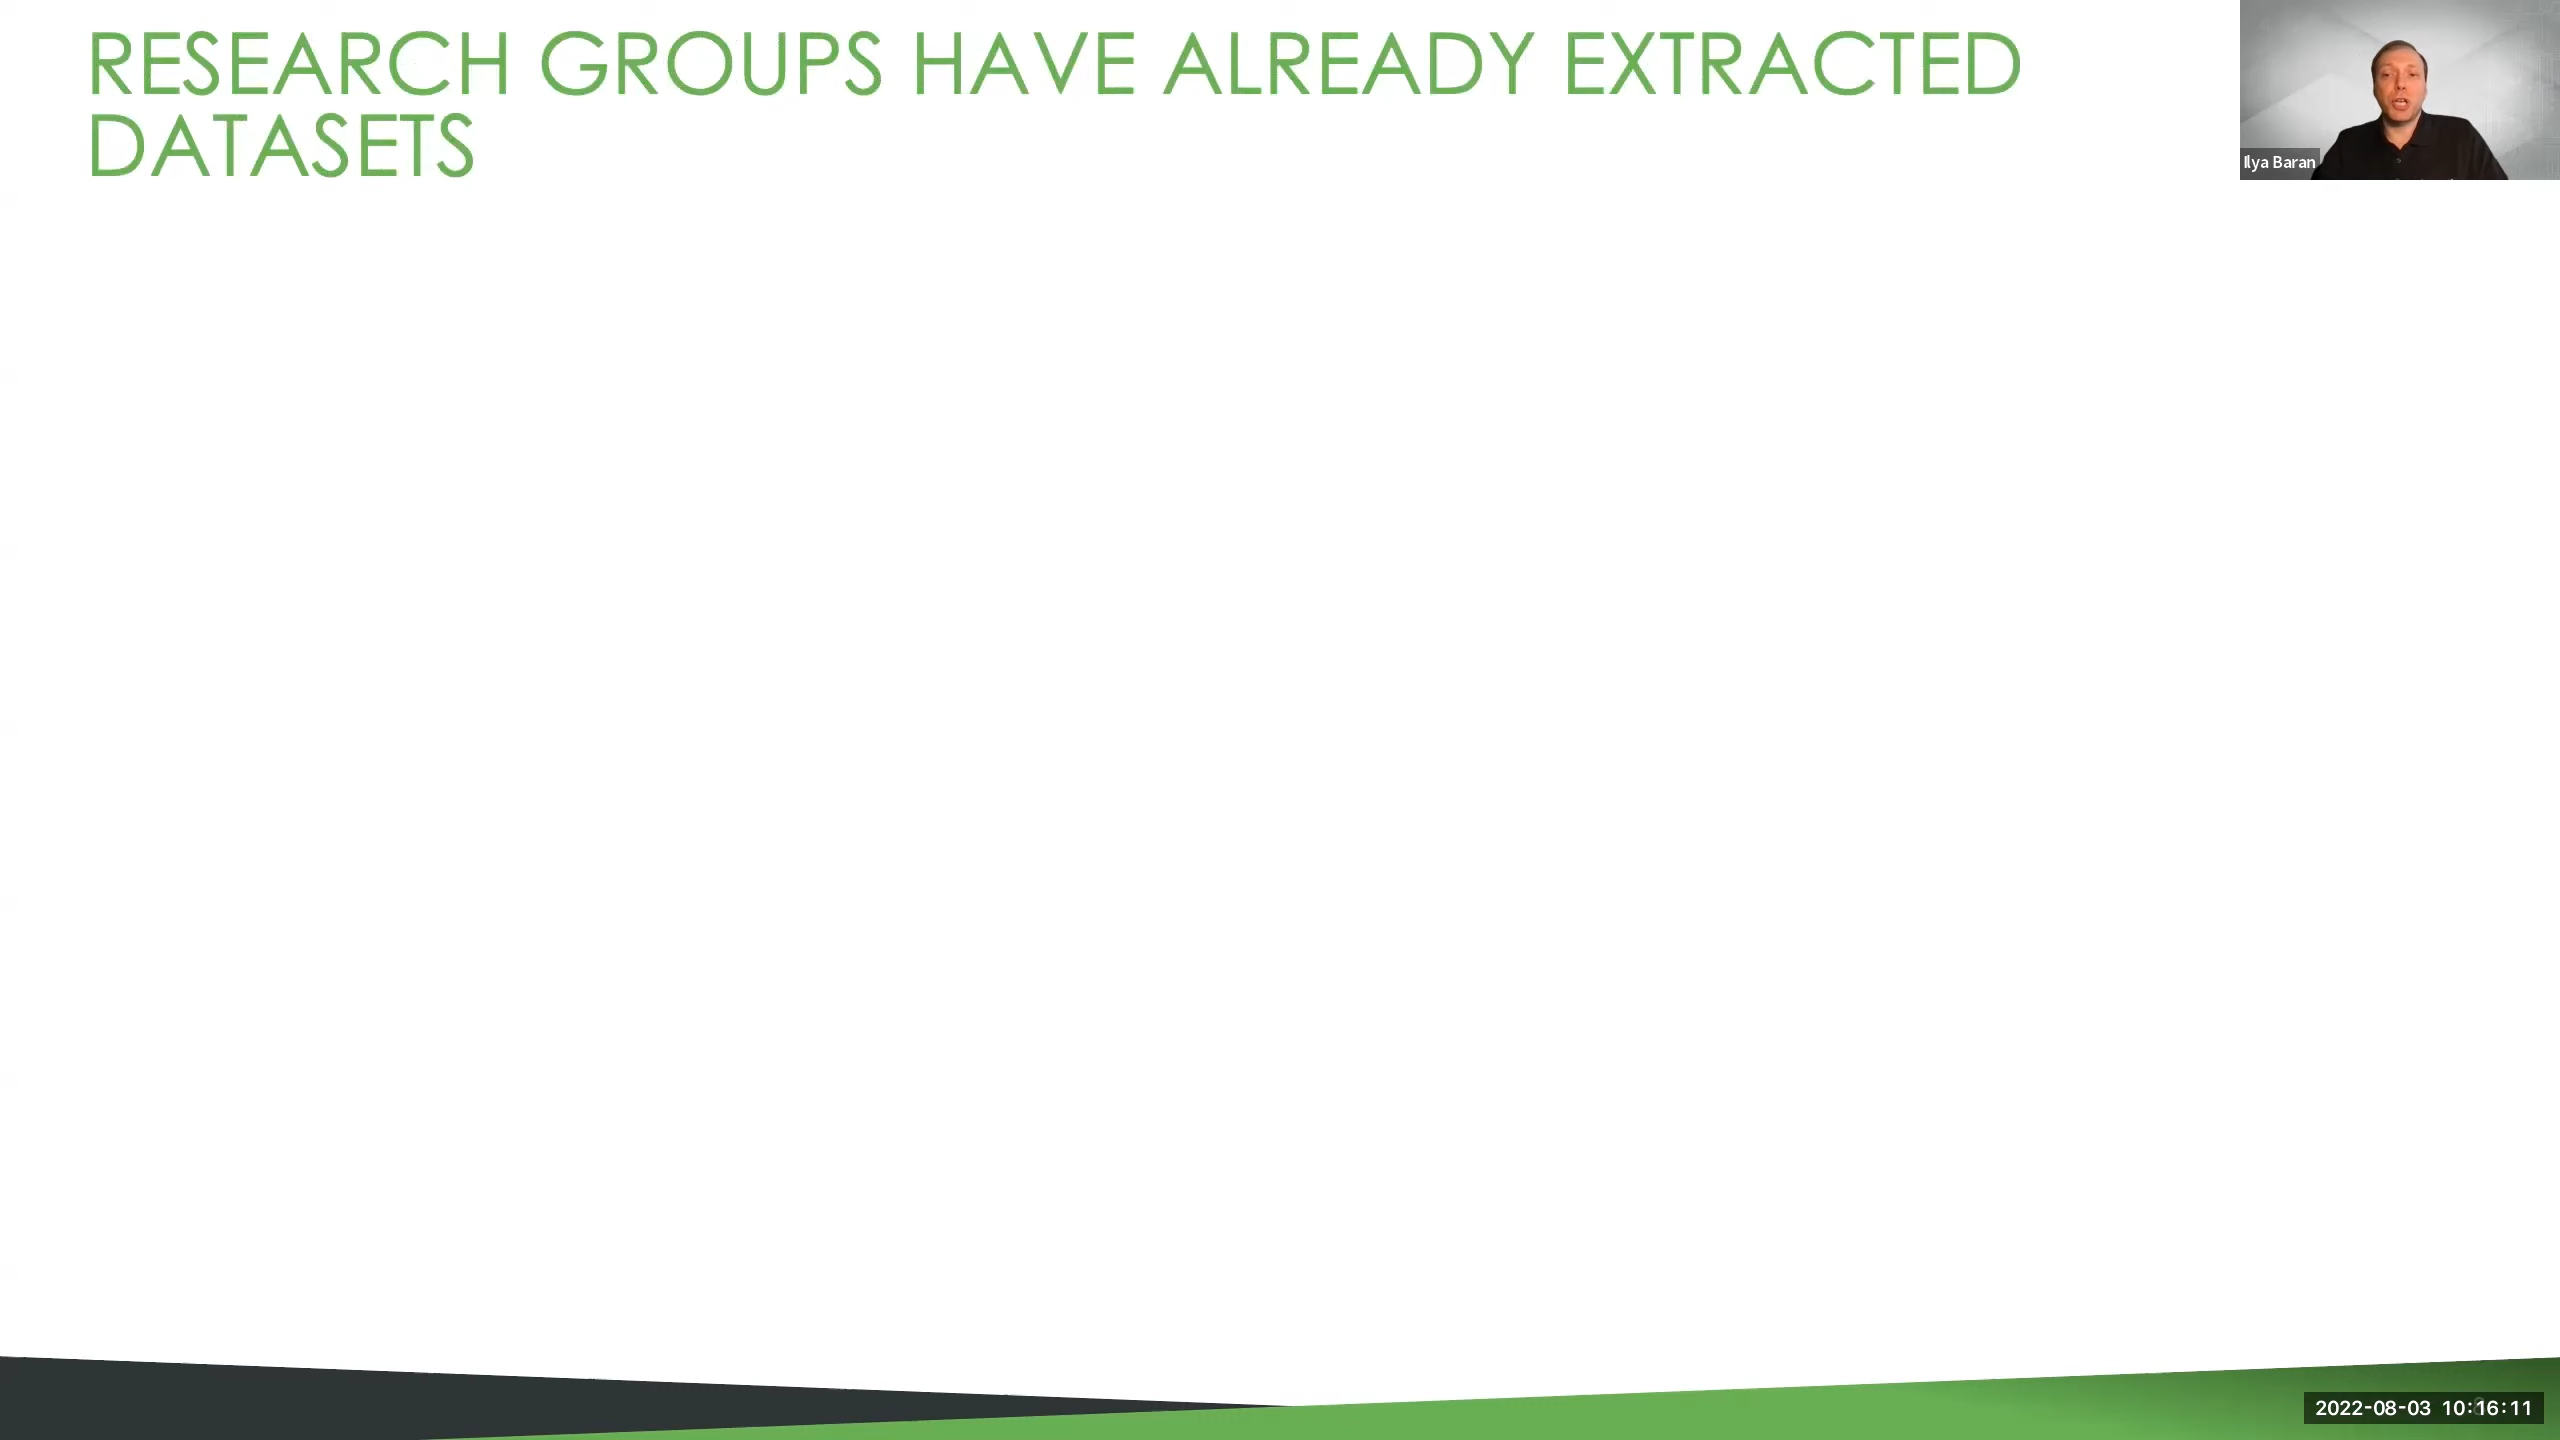 RESEARCH GROUPS HAVE ALREADY EXTRACTED
DATASETS
Ilya Baran
2022-08-03 10:16:11